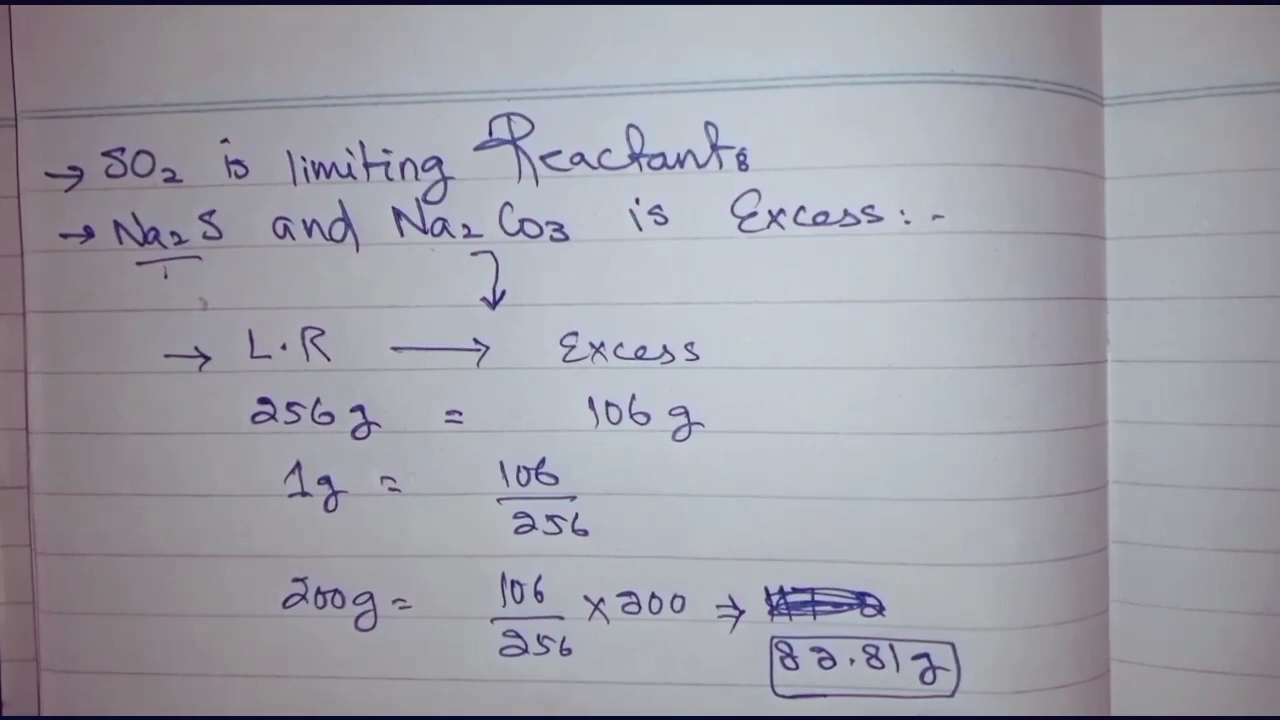 → SO₂ is limiting Reactant:
→ Na₂S and Na₂CO₃ is Excess:-
→ L.R → Excess
256g = 106g
1g = 106/256
200g = 106/256 × 200 ⇒
82.81g